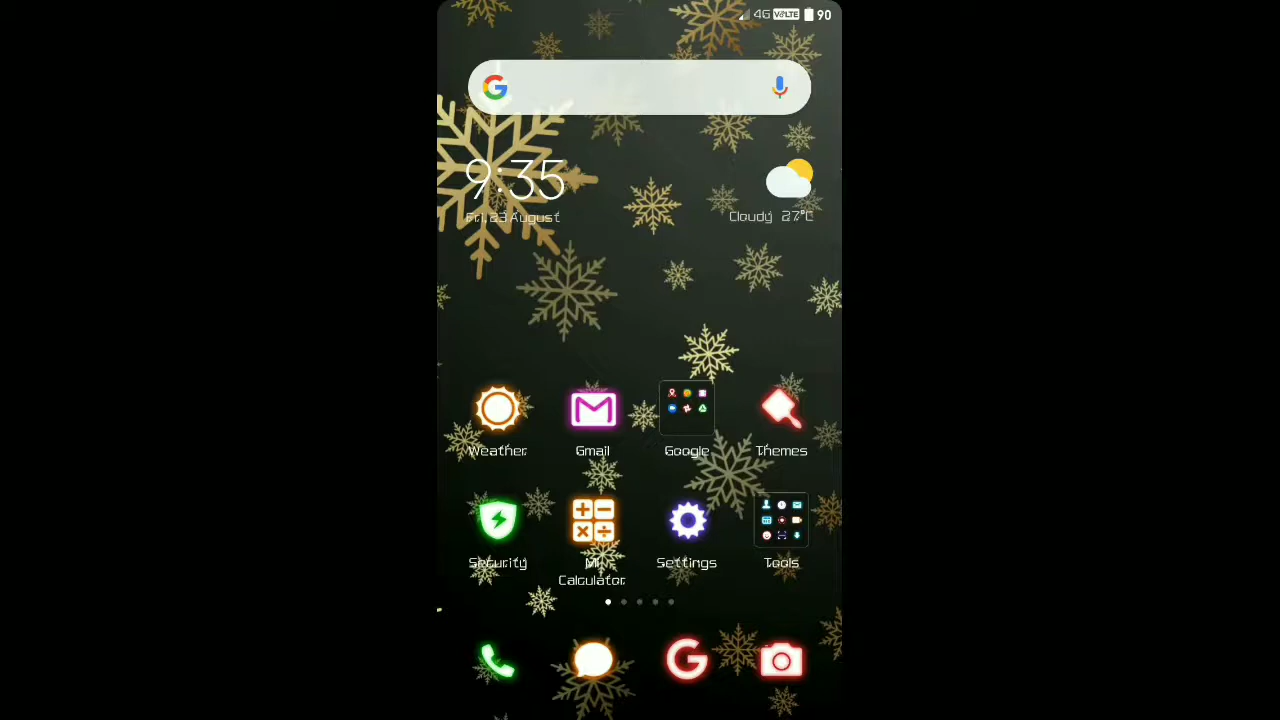 4G VoLTE 90
9:35
Fri, 23 August
Cloudy 27°C
Weather Gmail Google Themes
Security Mi Calculator Settings Tools